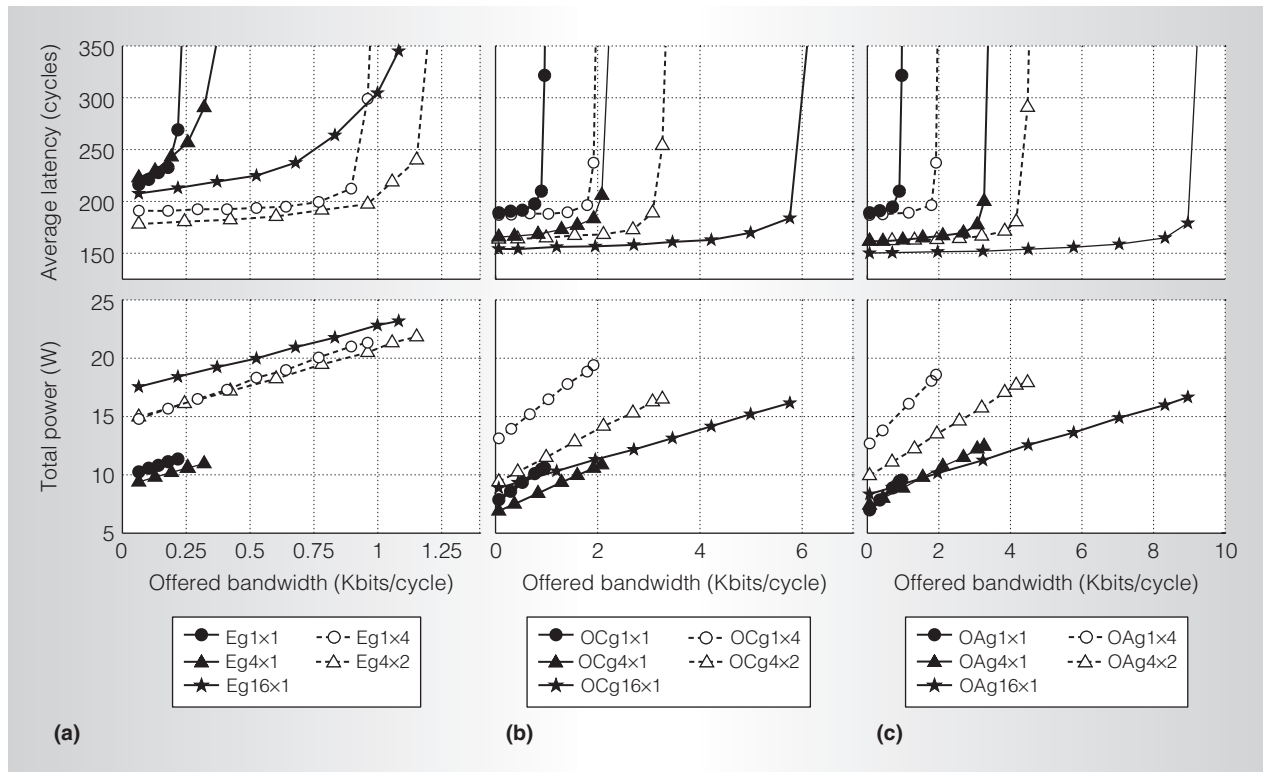 Average latency (cycles)
350
300
250
200
150
Total power (W)
25
20
15
10
5
0 0.25 0.5 0.75 1 1.25
Offered bandwidth (Kbits/cycle)
0 2 4 6
Offered bandwidth (Kbits/cycle)
0 2 4 6 8 10
Offered bandwidth (Kbits/cycle)
Eg1×1 Eg1×4
Eg4×1 Eg4×2
Eg16×1
OCg1×1 OCg1×4
OCg4×1 OCg4×2
OCg16×1
OAg1×1 OAg1×4
OAg4×1 OAg4×2
OAg16×1
(a)
(b)
(c)